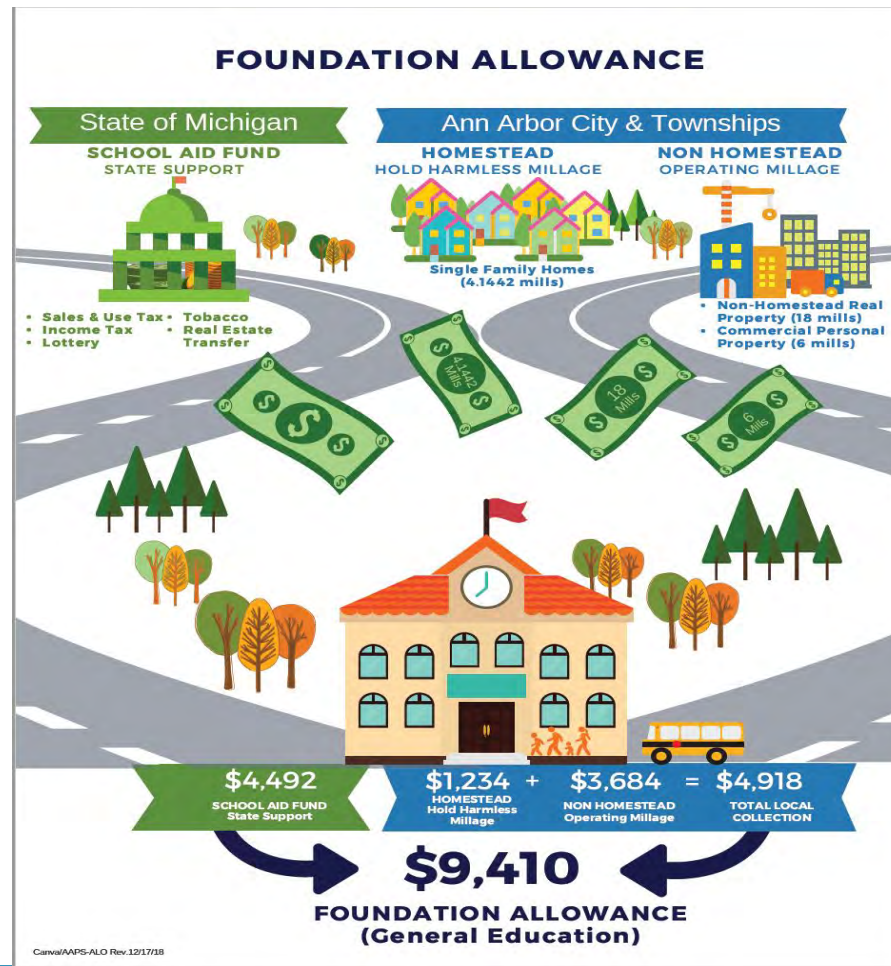 FOUNDATION ALLOWANCE
State of Michigan
SCHOOL AID FUND
STATE SUPPORT
• Sales & Use Tax
• Income Tax
• Lottery
• Tobacco
• Real Estate
Transfer
Ann Arbor City & Townships
HOMESTEAD
HOLD HARMLESS MILLAGE
Single Family Homes
(4.1442 mills)
NON HOMESTEAD
OPERATING MILLAGE
• Non-Homestead Real
Property (18 mills)
• Commercial Personal
Property (6 mills)
$ $ $ $ $
4.1442
Mills
18
Mills
6
Mills
$4,492
SCHOOL AID FUND
State Support
$1,234 + $3,684 = $4,918
HOMESTEAD
Hold Harmless
Millage
NON HOMESTEAD
Operating Millage
TOTAL LOCAL
COLLECTION
$9,410
FOUNDATION ALLOWANCE
(General Education)
Canva/AAPS-ALO Rev.12/17/18